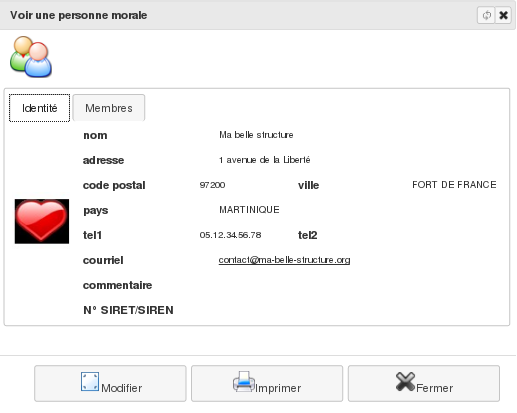 Voir une personne morale
Identité Membres
nom Ma belle structure
adresse 1 avenue de la Liberté
code postal 97200 ville FORT DE FRANCE
pays MARTINIQUE
tel1 05.12.34.56.78 tel2
courriel contact@ma-belle-structure.org
commentaire
N° SIRET/SIREN
Modifier Imprimer Fermer